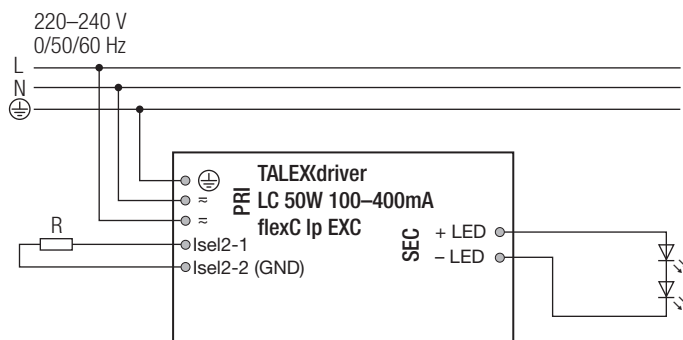 220–240 V
0/50/60 Hz
L
N
PRI
TALEXXdriver
LC 50W 100–400mA
flexC lp EXC
≂
≂
R
Isel2-1
Isel2-2 (GND)
SEC
+ LED
– LED